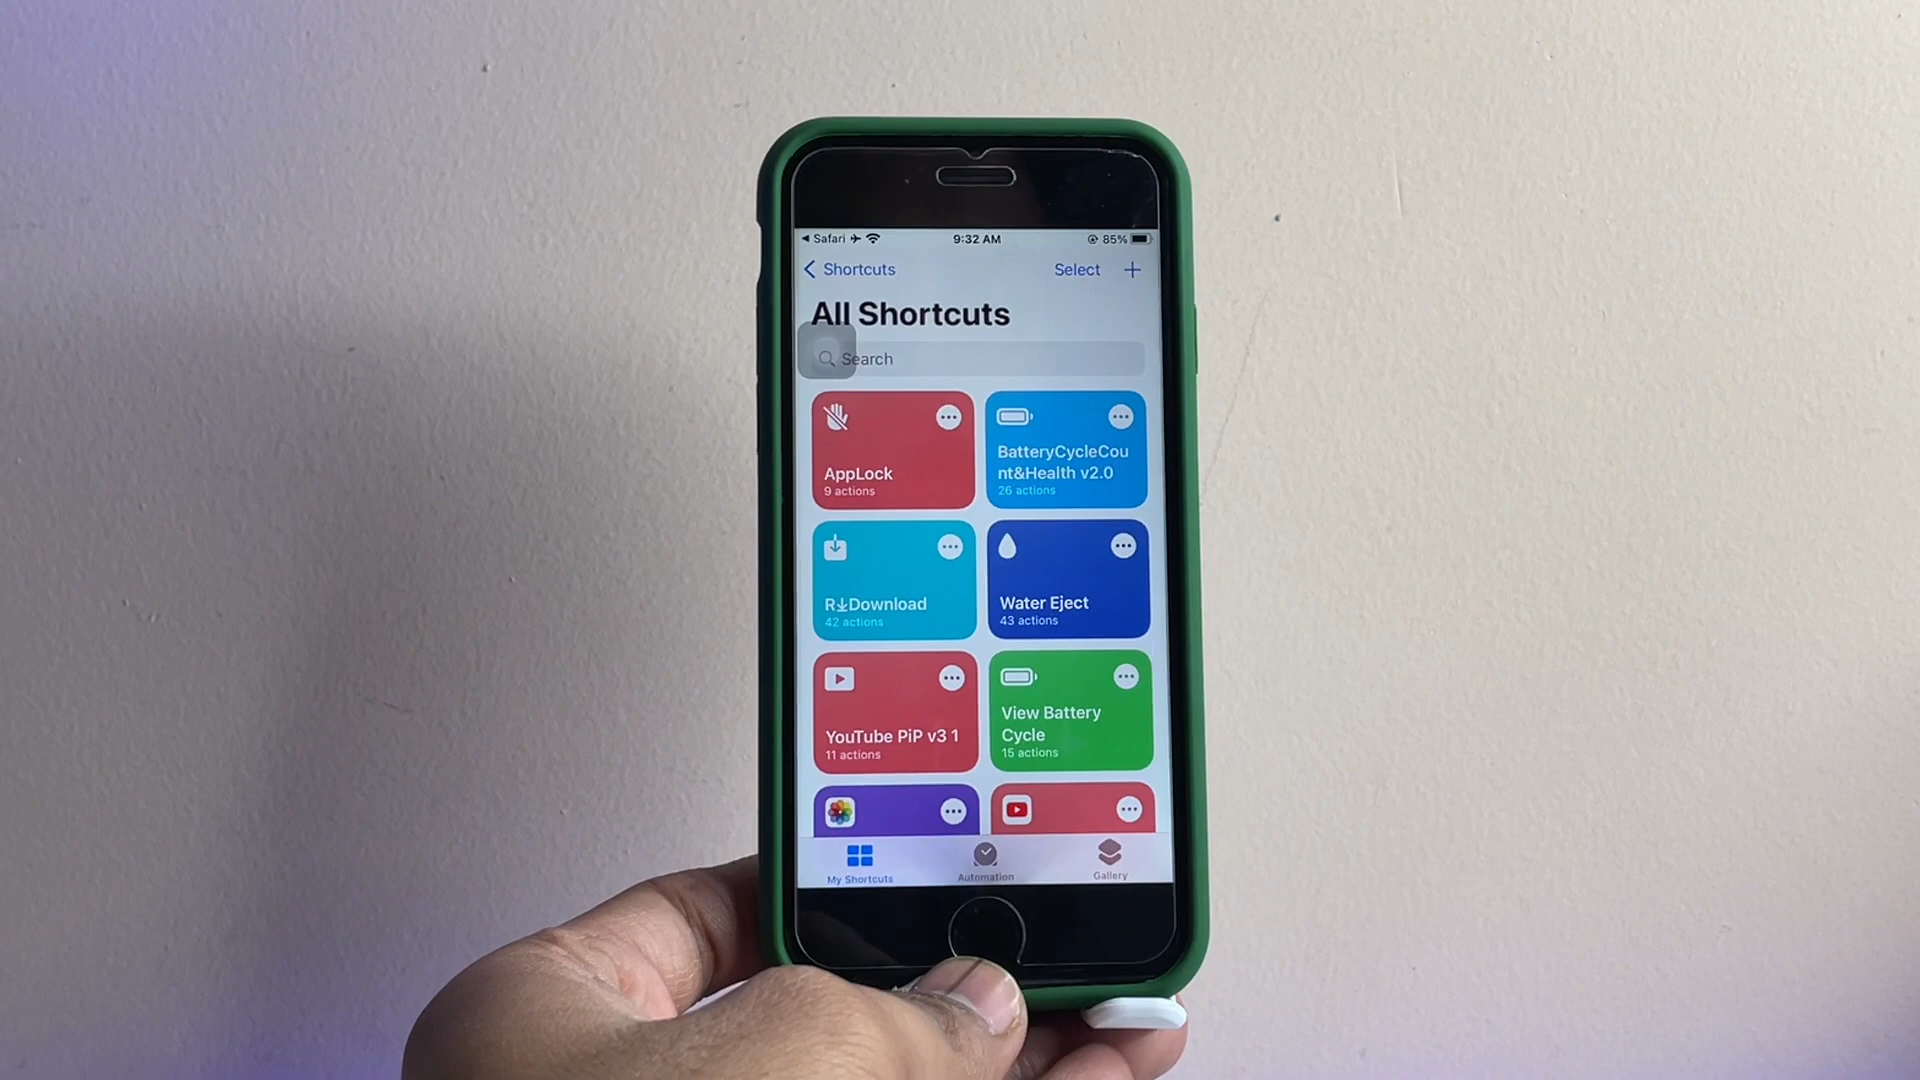 Safari
9:32 AM
85%
Shortcuts
Select
All Shortcuts
Search
AppLock
9 actions
BatteryCycleCou
nt&Health v2.0
26 actions
R↓Download
42 actions
Water Eject
43 actions
YouTube PiP v3 1
11 actions
View Battery
Cycle
15 actions
My Shortcuts
Automation
Gallery